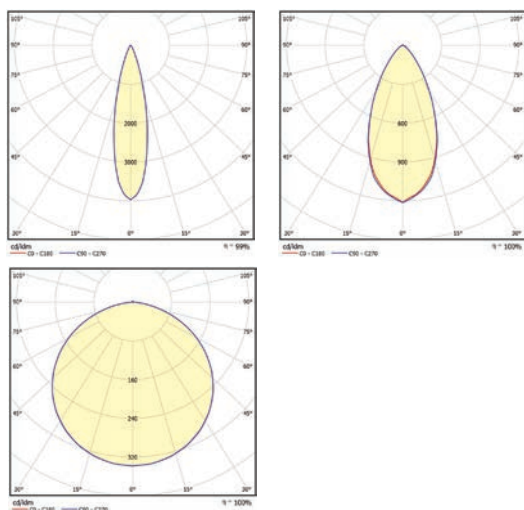 105° 105°
90° 90°
75° 75°
60° 60°
2000
45° 45°
3000
30° 15° 0° 15° 30°
cd/klm η = 99%
C0 - C180 C90 - C270
105° 105°
90° 90°
75° 75°
60° 600 60°
45° 900 45°
30° 15° 0° 15° 30°
cd/klm η = 100%
C0 - C180 C90 - C270
105° 105°
90° 90°
75° 75°
60° 160 60°
45° 240 45°
320
30° 15° 0° 15° 30°
cd/klm η = 100%
C0 - C180 C90 - C270